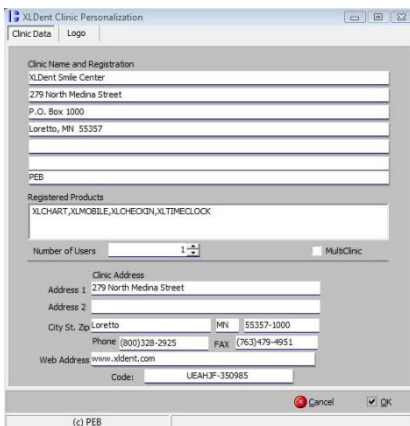 XLDent Clinic Personalization
Clinic Data Logo
Clinic Name and Registration
XLDent Smile Center
279 North Medina Street
P.O. Box 1000
Loretto, MN 55357
PEB
Registered Products
XLCHART,XLMOBILE,XLCHECKIN,XLTIMECLOCK
Number of Users 1 MultiClinic
Clinic Address
Address 1 279 North Medina Street
Address 2
City St. Zip Loretto MN 55357-1000
Phone (800)328-2925 FAX (763)479-4951
Web Address www.xldent.com
Code: UEAHJF-350985
Cancel OK
(c) PEB